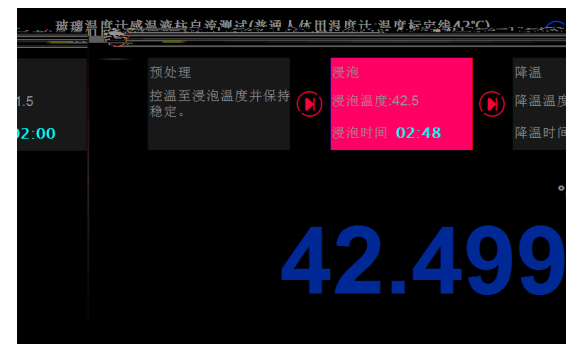 玻璃温度计感温液柱自流测试(普通人体用温度计:温度标定线42℃)
1.5
02:00
预处理
控温至浸泡温度并保持
稳定。
浸泡
浸泡温度:42.5
浸泡时间 02:48
降温
降温温度
降温时间
42.499